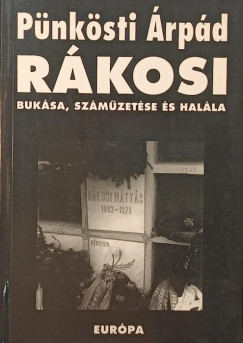 Pünkösti Árpád
RÁKOSI
BUKÁSA, SZÁMŰZETÉSE ÉS HALÁLA
RÁKOSI MÁTYÁS
1892-1971
EURÓPA